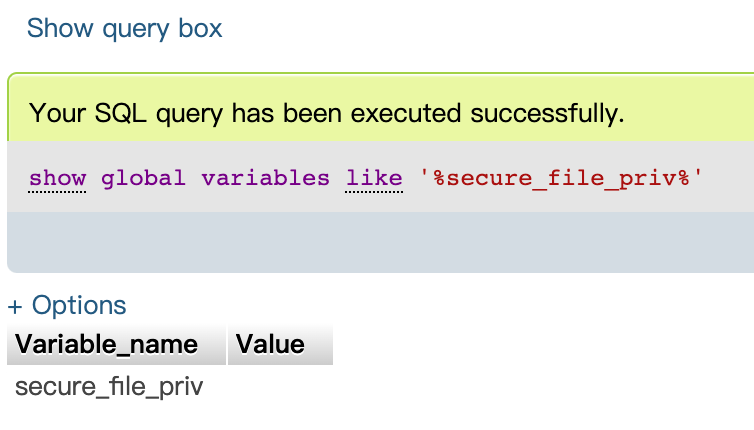 Show query box
Your SQL query has been executed successfully.
show global variables like '%secure_file_priv%'
+ Options
Variable_name Value
secure_file_priv